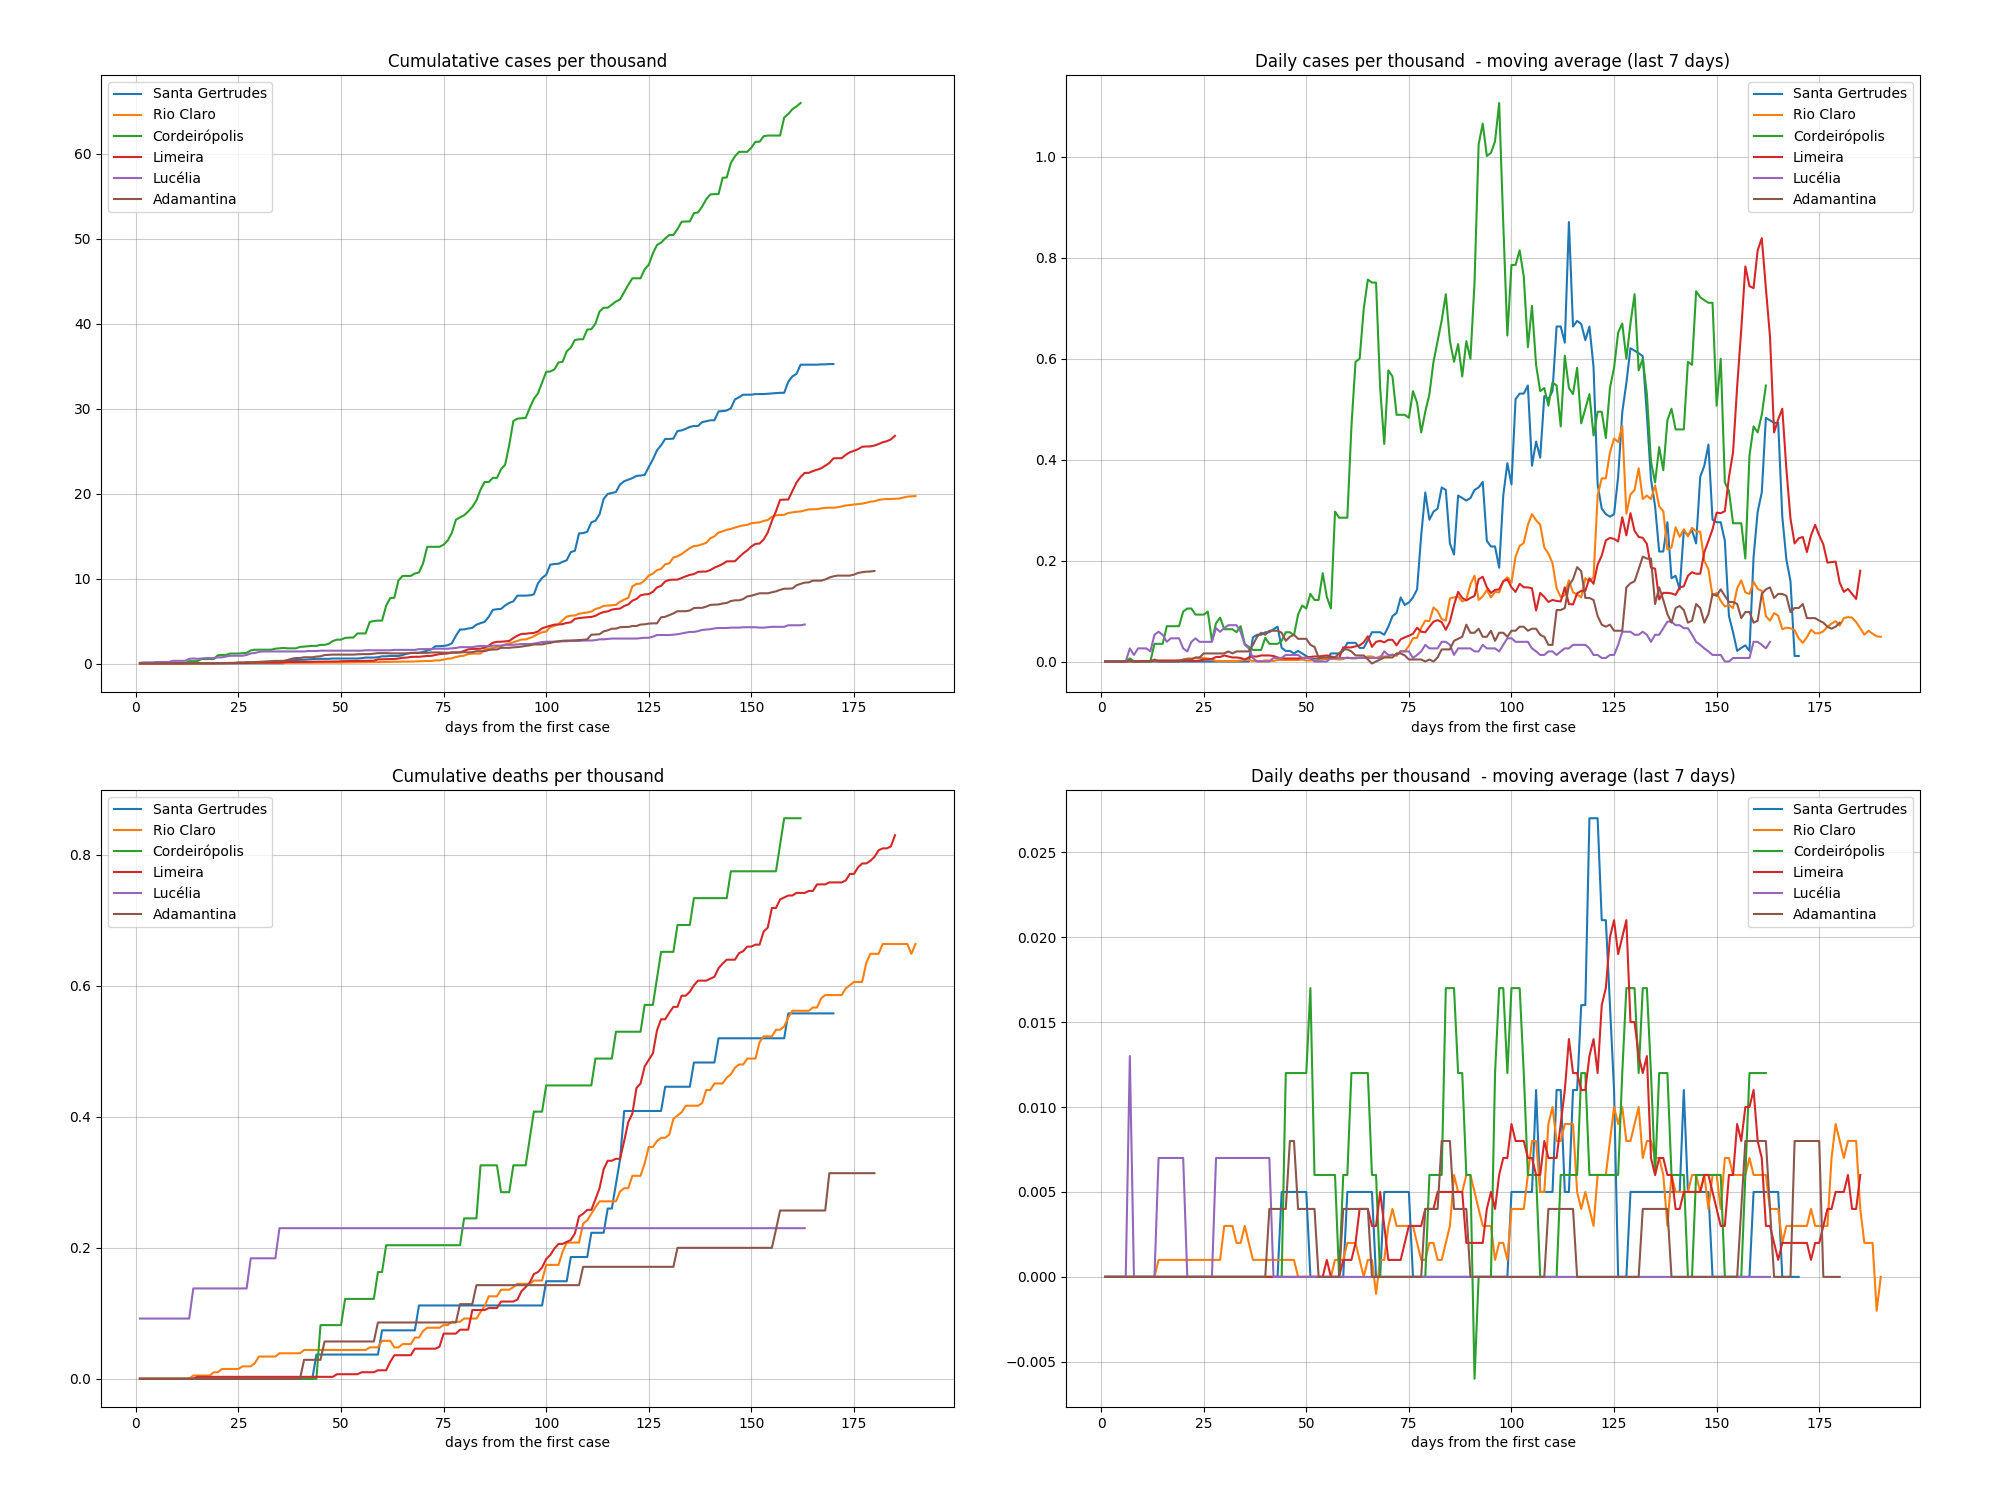 Cumulatative cases per thousand
Santa Gertrudes
Rio Claro
Cordeirópolis
Limeira
Lucélia
Adamantina
60
50
40
30
20
10
0
0 25 50 75 100 125 150 175
days from the first case
Daily cases per thousand - moving average (last 7 days)
Santa Gertrudes
Rio Claro
Cordeirópolis
Limeira
Lucélia
Adamantina
1.0
0.8
0.6
0.4
0.2
0.0
0 25 50 75 100 125 150 175
days from the first case
Cumulative deaths per thousand
Santa Gertrudes
Rio Claro
Cordeirópolis
Limeira
Lucélia
Adamantina
0.8
0.6
0.4
0.2
0.0
0 25 50 75 100 125 150 175
days from the first case
Daily deaths per thousand - moving average (last 7 days)
Santa Gertrudes
Rio Claro
Cordeirópolis
Limeira
Lucélia
Adamantina
0.025
0.020
0.015
0.010
0.005
0.000
−0.005
0 25 50 75 100 125 150 175
days from the first case